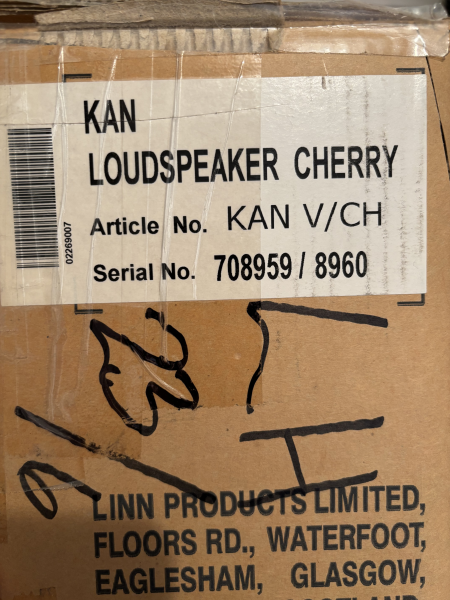 KAN
LOUDSPEAKER CHERRY
Article No. KAN V/CH
Serial No. 708959 / 8960
02269007
LINN PRODUCTS LIMITED,
FLOORS RD., WATERFOOT,
EAGLESHAM, GLASGOW,